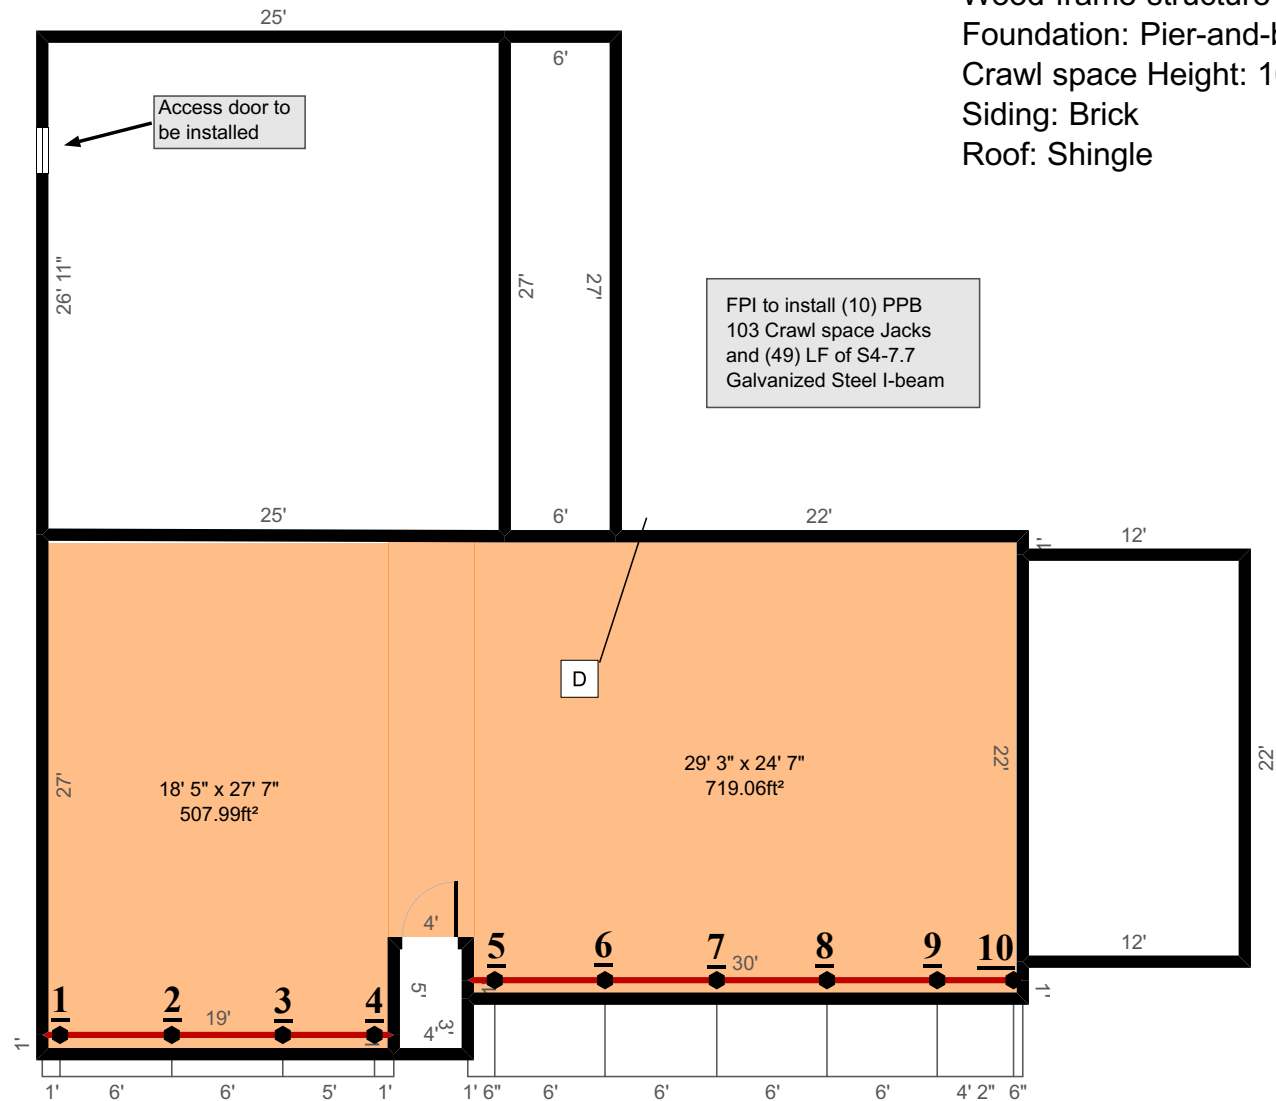 Wood frame structure
Foundation: Pier-and-b
Crawl space Height: 1
Siding: Brick
Roof: Shingle
25'
6'
Access door to
be installed
26' 11"
27'
27'
FPI to install (10) PPB
103 Crawl space Jacks
and (49) LF of S4-7.7
Galvanized Steel I-beam
25'
6'
22'
1'
12'
D
27'
18' 5" x 27' 7"
507.99ft²
29' 3" x 24' 7"
719.06ft²
22'
22'
4'
5
6
7
8
9
10
30'
12'
5'
1'
1
2
3
4
19'
4'
3'
1'
1' 6' 6' 5' 1' 1' 6" 6' 6' 6' 6' 4' 2" 6"